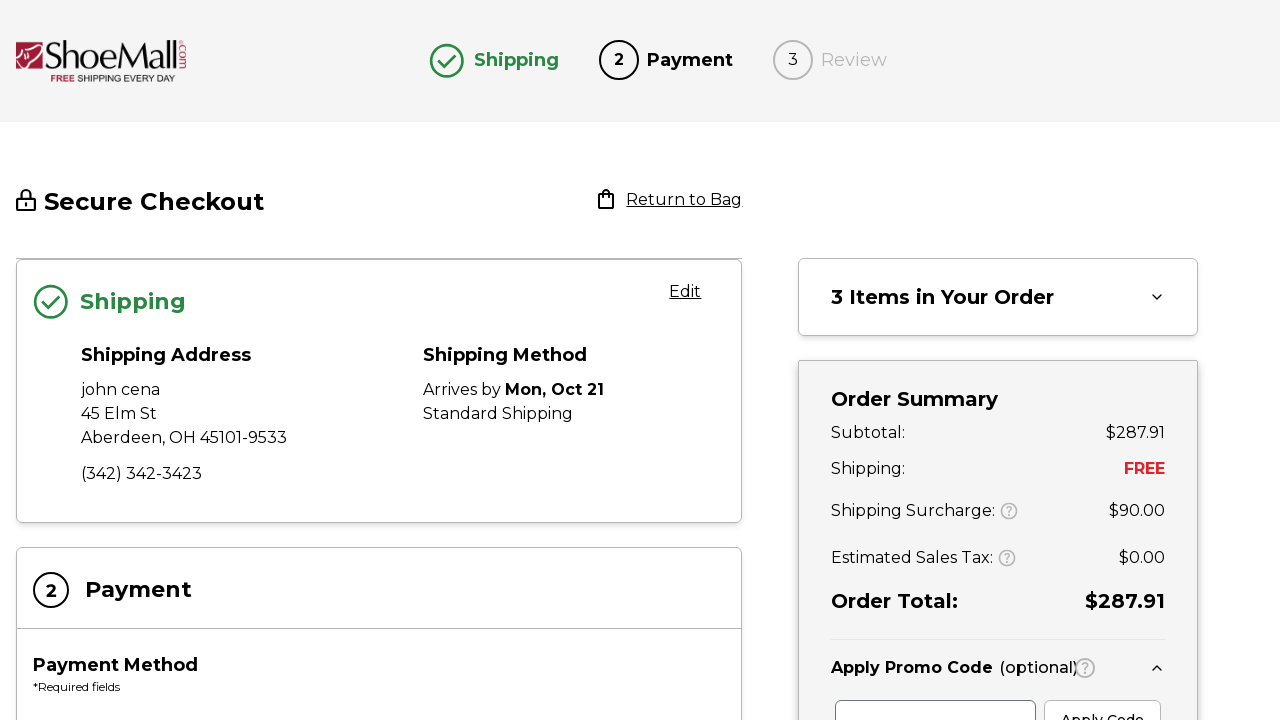 ShoeMall.com
FREE SHIPPING EVERY DAY
Shipping
2 Payment
3 Review
Secure Checkout
Return to Bag
Shipping
Edit
Shipping Address
john cena
45 Elm St
Aberdeen, OH 45101-9533
(342) 342-3423
Shipping Method
Arrives by Mon, Oct 21
Standard Shipping
2 Payment
Payment Method
*Required fields
3 Items in Your Order
Order Summary
Subtotal: $287.91
Shipping: FREE
Shipping Surcharge: ? $90.00
Estimated Sales Tax: ? $0.00
Order Total: $287.91
Apply Promo Code (optional) ?
Apply Code